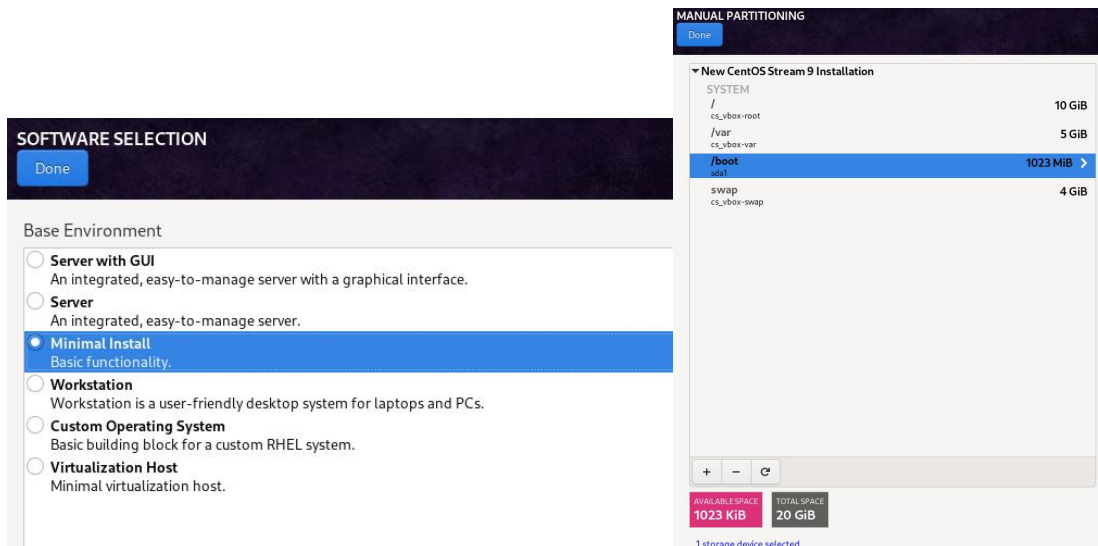 SOFTWARE SELECTION
Done
Base Environment
Server with GUI
An integrated, easy-to-manage server with a graphical interface.
Server
An integrated, easy-to-manage server.
Minimal Install
Basic functionality.
Workstation
Workstation is a user-friendly desktop system for laptops and PCs.
Custom Operating System
Basic building block for a custom RHEL system.
Virtualization Host
Minimal virtualization host.
MANUAL PARTITIONING
Done
New CentOS Stream 9 Installation
SYSTEM
/ 10 GiB
cs_vbox-root
/var 5 GiB
cs_vbox-var
/boot 1023 MiB
sda1
swap 4 GiB
cs_vbox-swap
AVAILABLE SPACE
1023 KiB
TOTAL SPACE
20 GiB
1 storage device selected